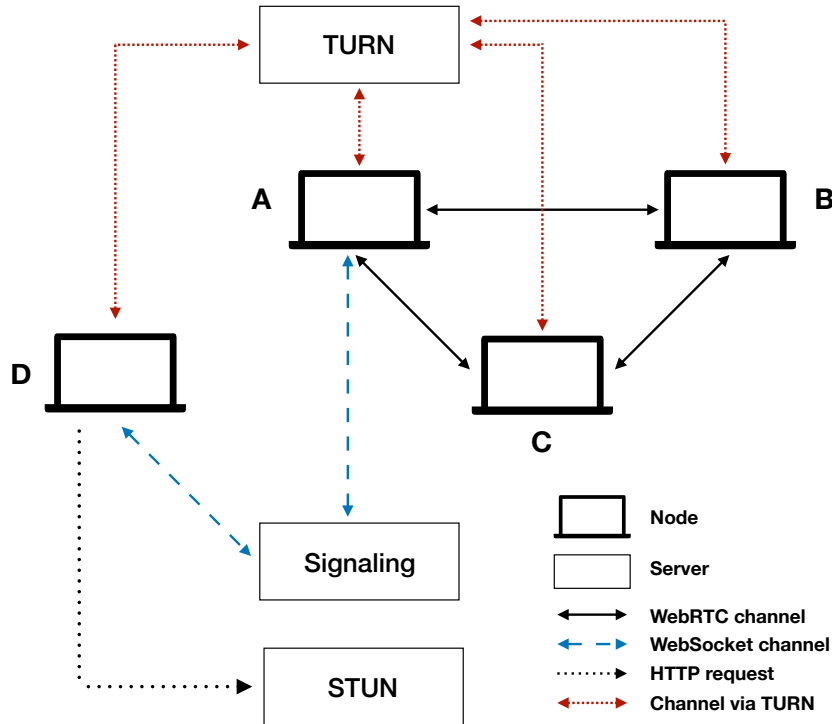 TURN
A
B
D
C
Signaling
STUN
Node
Server
WebRTC channel
WebSocket channel
HTTP request
Channel via TURN